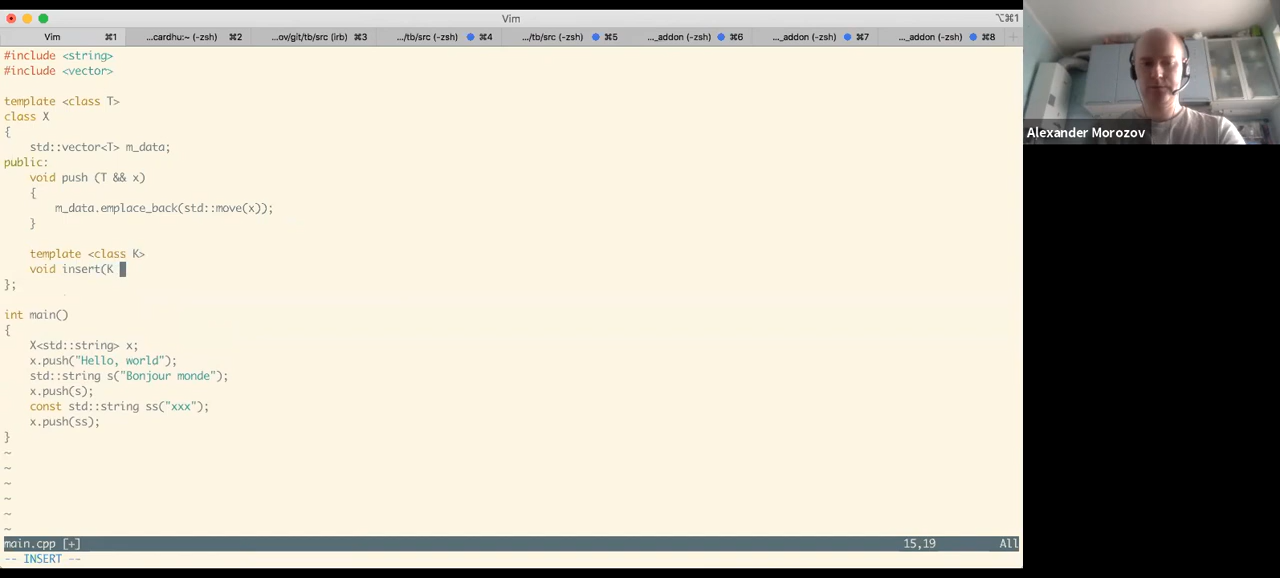 Vim
⌥⌘1
Vim ⌘1
...cardhu:~ (-zsh) ⌘2
...ov/git/tb/src (irb) ⌘3
.../tb/src (-zsh) ⌘4
.../tb/src (-zsh) ⌘5
..._addon (-zsh) ⌘6
..._addon (-zsh) ⌘7
..._addon (-zsh) ⌘8
#include <string>
#include <vector>
template <class T>
class X
{
std::vector<T> m_data;
public:
void push (T && x)
{
m_data.emplace_back(std::move(x));
}
template <class K>
void insert(K
};
int main()
{
X<std::string> x;
x.push("Hello, world");
std::string s("Bonjour monde");
x.push(s);
const std::string ss("xxx");
x.push(ss);
}
~
~
~
~
~
~
main.cpp [+] 15,19 All
-- INSERT --
Alexander Morozov